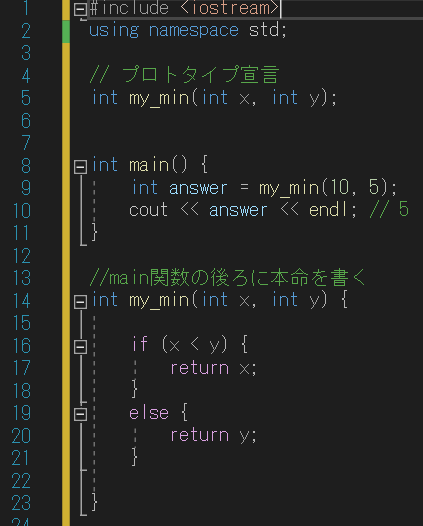 1 #include <iostream>
2 using namespace std;
3
4 // プロトタイプ宣言
5 int my_min(int x, int y);
6
7
8 int main() {
9 int answer = my_min(10, 5);
10 cout << answer << endl; // 5
11 }
12
13 //main関数の後ろに本命を書く
14 int my_min(int x, int y) {
15
16 if (x < y) {
17 return x;
18 }
19 else {
20 return y;
21 }
22
23 }
24